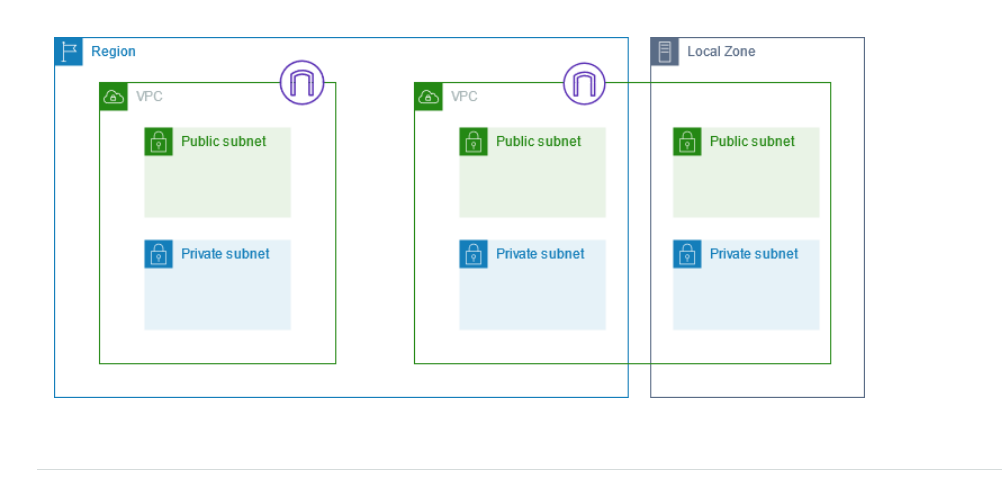 Region
Local Zone
VPC
VPC
Public subnet
Public subnet
Public subnet
Private subnet
Private subnet
Private subnet